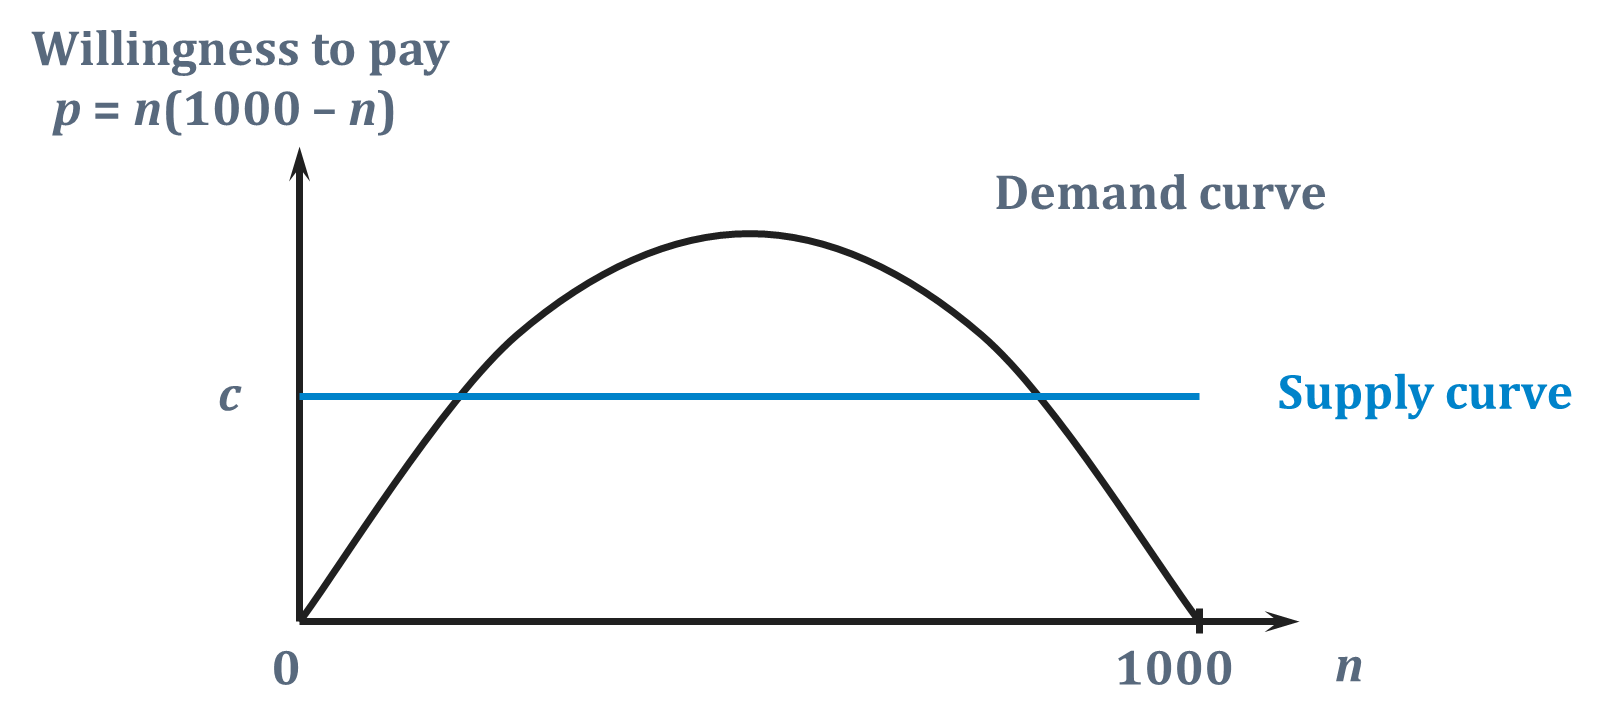 Willingness to pay
p = n(1000 – n)
Demand curve
c
Supply curve
0
1000
n